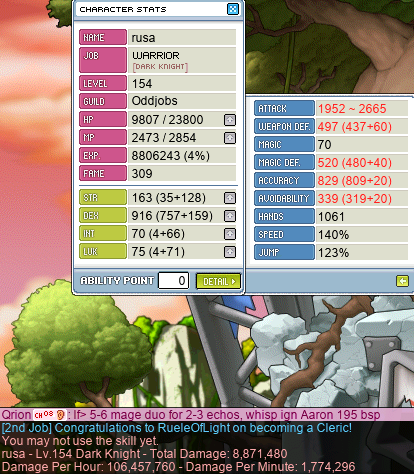 CHARACTER STATS
NAME rusa
JOB WARRIOR
[DARK KNIGHT]
LEVEL 154
GUILD Oddjobs
HP 9807 / 23800
MP 2473 / 2854
EXP. 8806243 (4%)
FAME 309
STR 163 (35+128)
DEX 916 (757+159)
INT 70 (4+66)
LUK 75 (4+71)
ABILITY POINT 0 DETAIL
ATTACK 1952 ~ 2665
WEAPON DEF. 497 (437+60)
MAGIC 70
MAGIC DEF. 520 (480+40)
ACCURACY 829 (809+20)
AVOIDABILITY 339 (319+20)
HANDS 1061
SPEED 140%
JUMP 123%
Qrion CH 08 : lf> 5-6 mage duo for 2-3 echos, whisp ign Aaron 195 bsp
[2nd Job] Congratulations to RueleOfLight on becoming a Cleric!
You may not use the skill yet.
rusa - Lv.154 Dark Knight - Total Damage: 8,871,480
Damage Per Hour: 106,457,760 - Damage Per Minute: 1,774,296